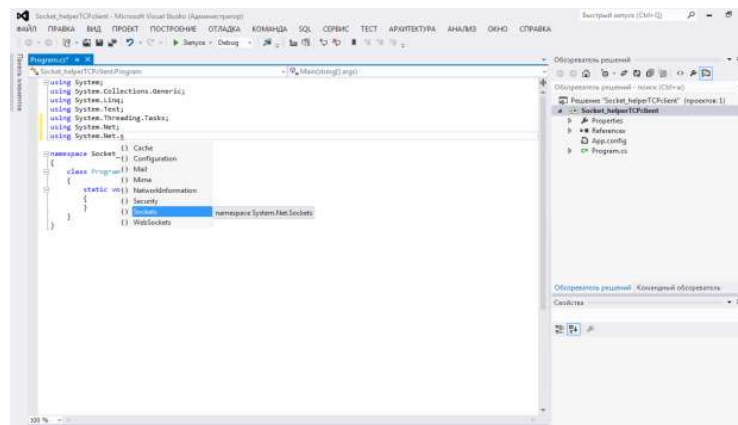 Socket_helperTCPclient - Microsoft Visual Studio (Администратор)
Быстрый запуск (Ctrl+Q)
ФАЙЛ ПРАВКА ВИД ПРОЕКТ ПОСТРОЕНИЕ ОТЛАДКА КОМАНДА SQL СЕРВИС ТЕСТ АРХИТЕКТУРА АНАЛИЗ ОКНО СПРАВКА
Запуск Debug
Панель элементов
Program.cs*
Socket_helperTCPclient.Program
Main(string[] args)
using System;
using System.Collections.Generic;
using System.Linq;
using System.Text;
using System.Threading.Tasks;
using System.Net;
using System.Net.s
namespace Socket_
{
class Program
{
static vo
{
}
}
}
Cache
Configuration
Mail
Mime
NetworkInformation
Security
Sockets
WebSockets
namespace System.Net.Sockets
100 %
Обозреватель решений
Обозреватель решений - поиск (Ctrl+ж)
Решение "Socket_helperTCPclient" (проектов: 1)
Socket_helperTCPclient
Properties
References
App.config
Program.cs
Обозреватель решений Командный обозреватель
Свойства